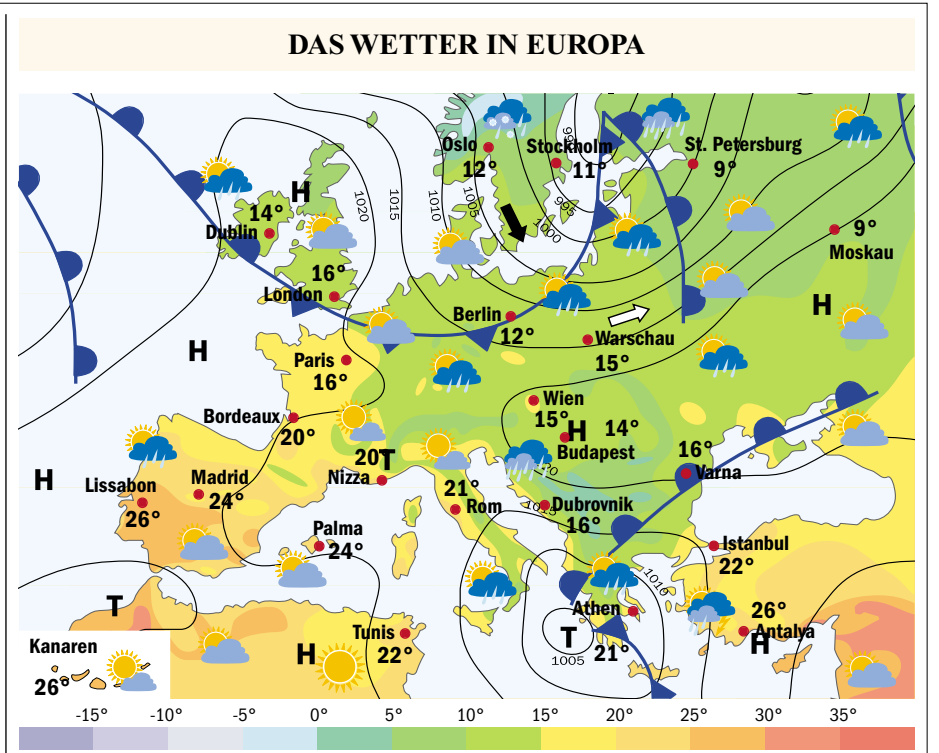 DAS WETTER IN EUROPA
Oslo
12°
Stockholm
11°
St. Petersburg
9°
995
1000
1005
1010
1015
1020
H
14°
Dublin
9°
Moskau
16°
London
H
Berlin
12°
Warschau
15°
H
Paris
16°
Wien
15°
H
14°
Budapest
Bordeaux
20°
20°
T
Nizza
16°
Varna
H
Lissabon
26°
Madrid
24°
21°
Rom
1015
Dubrovnik
16°
Palma
24°
Istanbul
22°
1010
T
Athen
21°
T
1005
26°
Antalya
H
Tunis
22°
H
Kanaren
26°
-15° -10° -5° 0° 5° 10° 15° 20° 25° 30° 35°